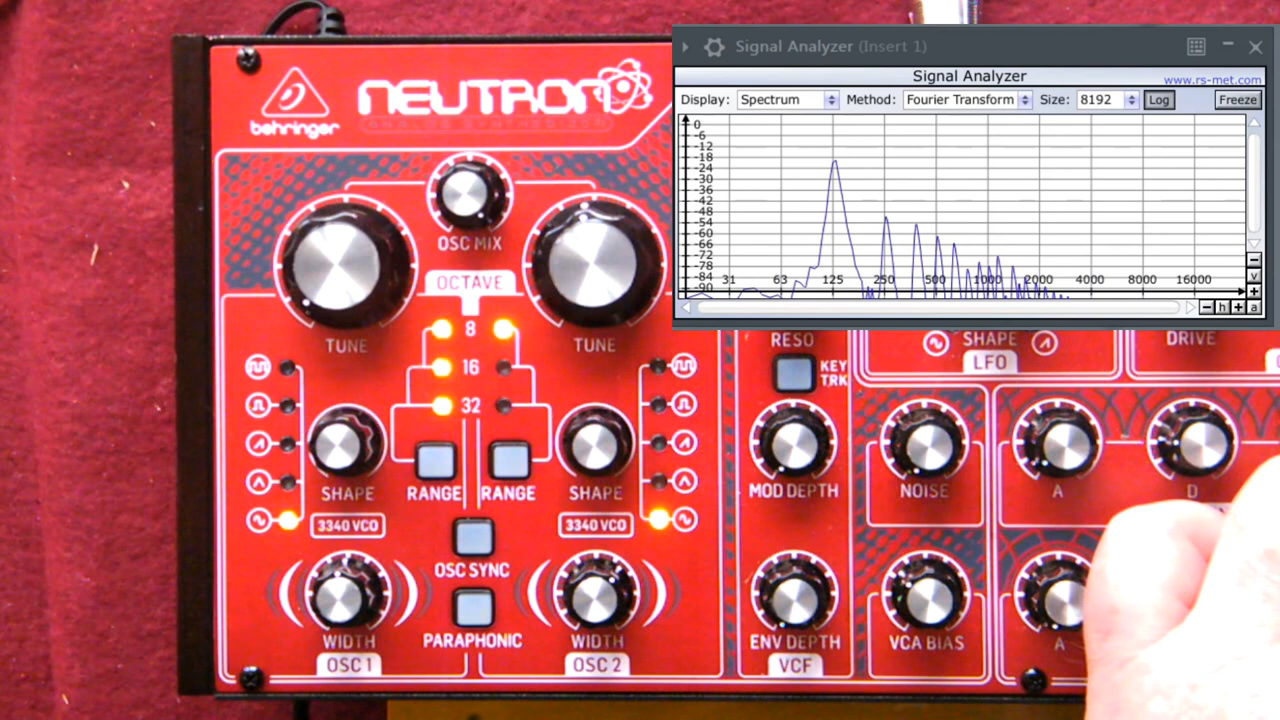 Signal Analyzer (Insert 1)
Signal Analyzer
www.rs-met.com
Display: Spectrum Method: Fourier Transform Size: 8192 Log Freeze
0
-6
-12
-18
-24
-30
-36
-42
-48
-54
-60
-66
-72
-78
-84
-90
31 63 125 250 500 1000 2000 4000 8000 16000
- h + a
- v +
behringer
NEUTRON
OSC MIX
OCTAVE
TUNE
TUNE
8
16
32
SHAPE
RANGE
RANGE
SHAPE
3340 VCO
3340 VCO
OSC SYNC
PARAPHONIC
WIDTH
WIDTH
OSC 1
OSC 2
RESO
KEY
TRK
MOD DEPTH
ENV DEPTH
VCF
SHAPE
LFO
DRIVE
NOISE
VCA BIAS
A
D
A